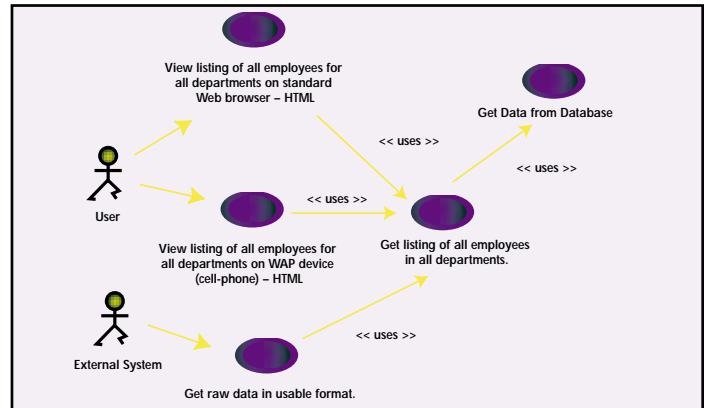 View listing of all employees for
all departments on standard
Web browser – HTML
Get Data from Database
<< uses >>
<< uses >>
User
<< uses >>
View listing of all employees for
all departments on WAP device
(cell-phone) – HTML
Get listing of all employees
in all departments.
External System
<< uses >>
Get raw data in usable format.